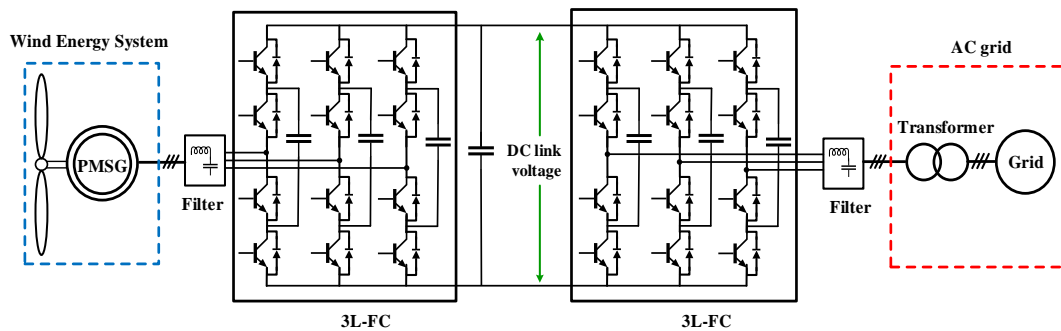 Wind Energy System
PMSG
Filter
3L-FC
DC link
voltage
3L-FC
Filter
AC grid
Transformer
Grid